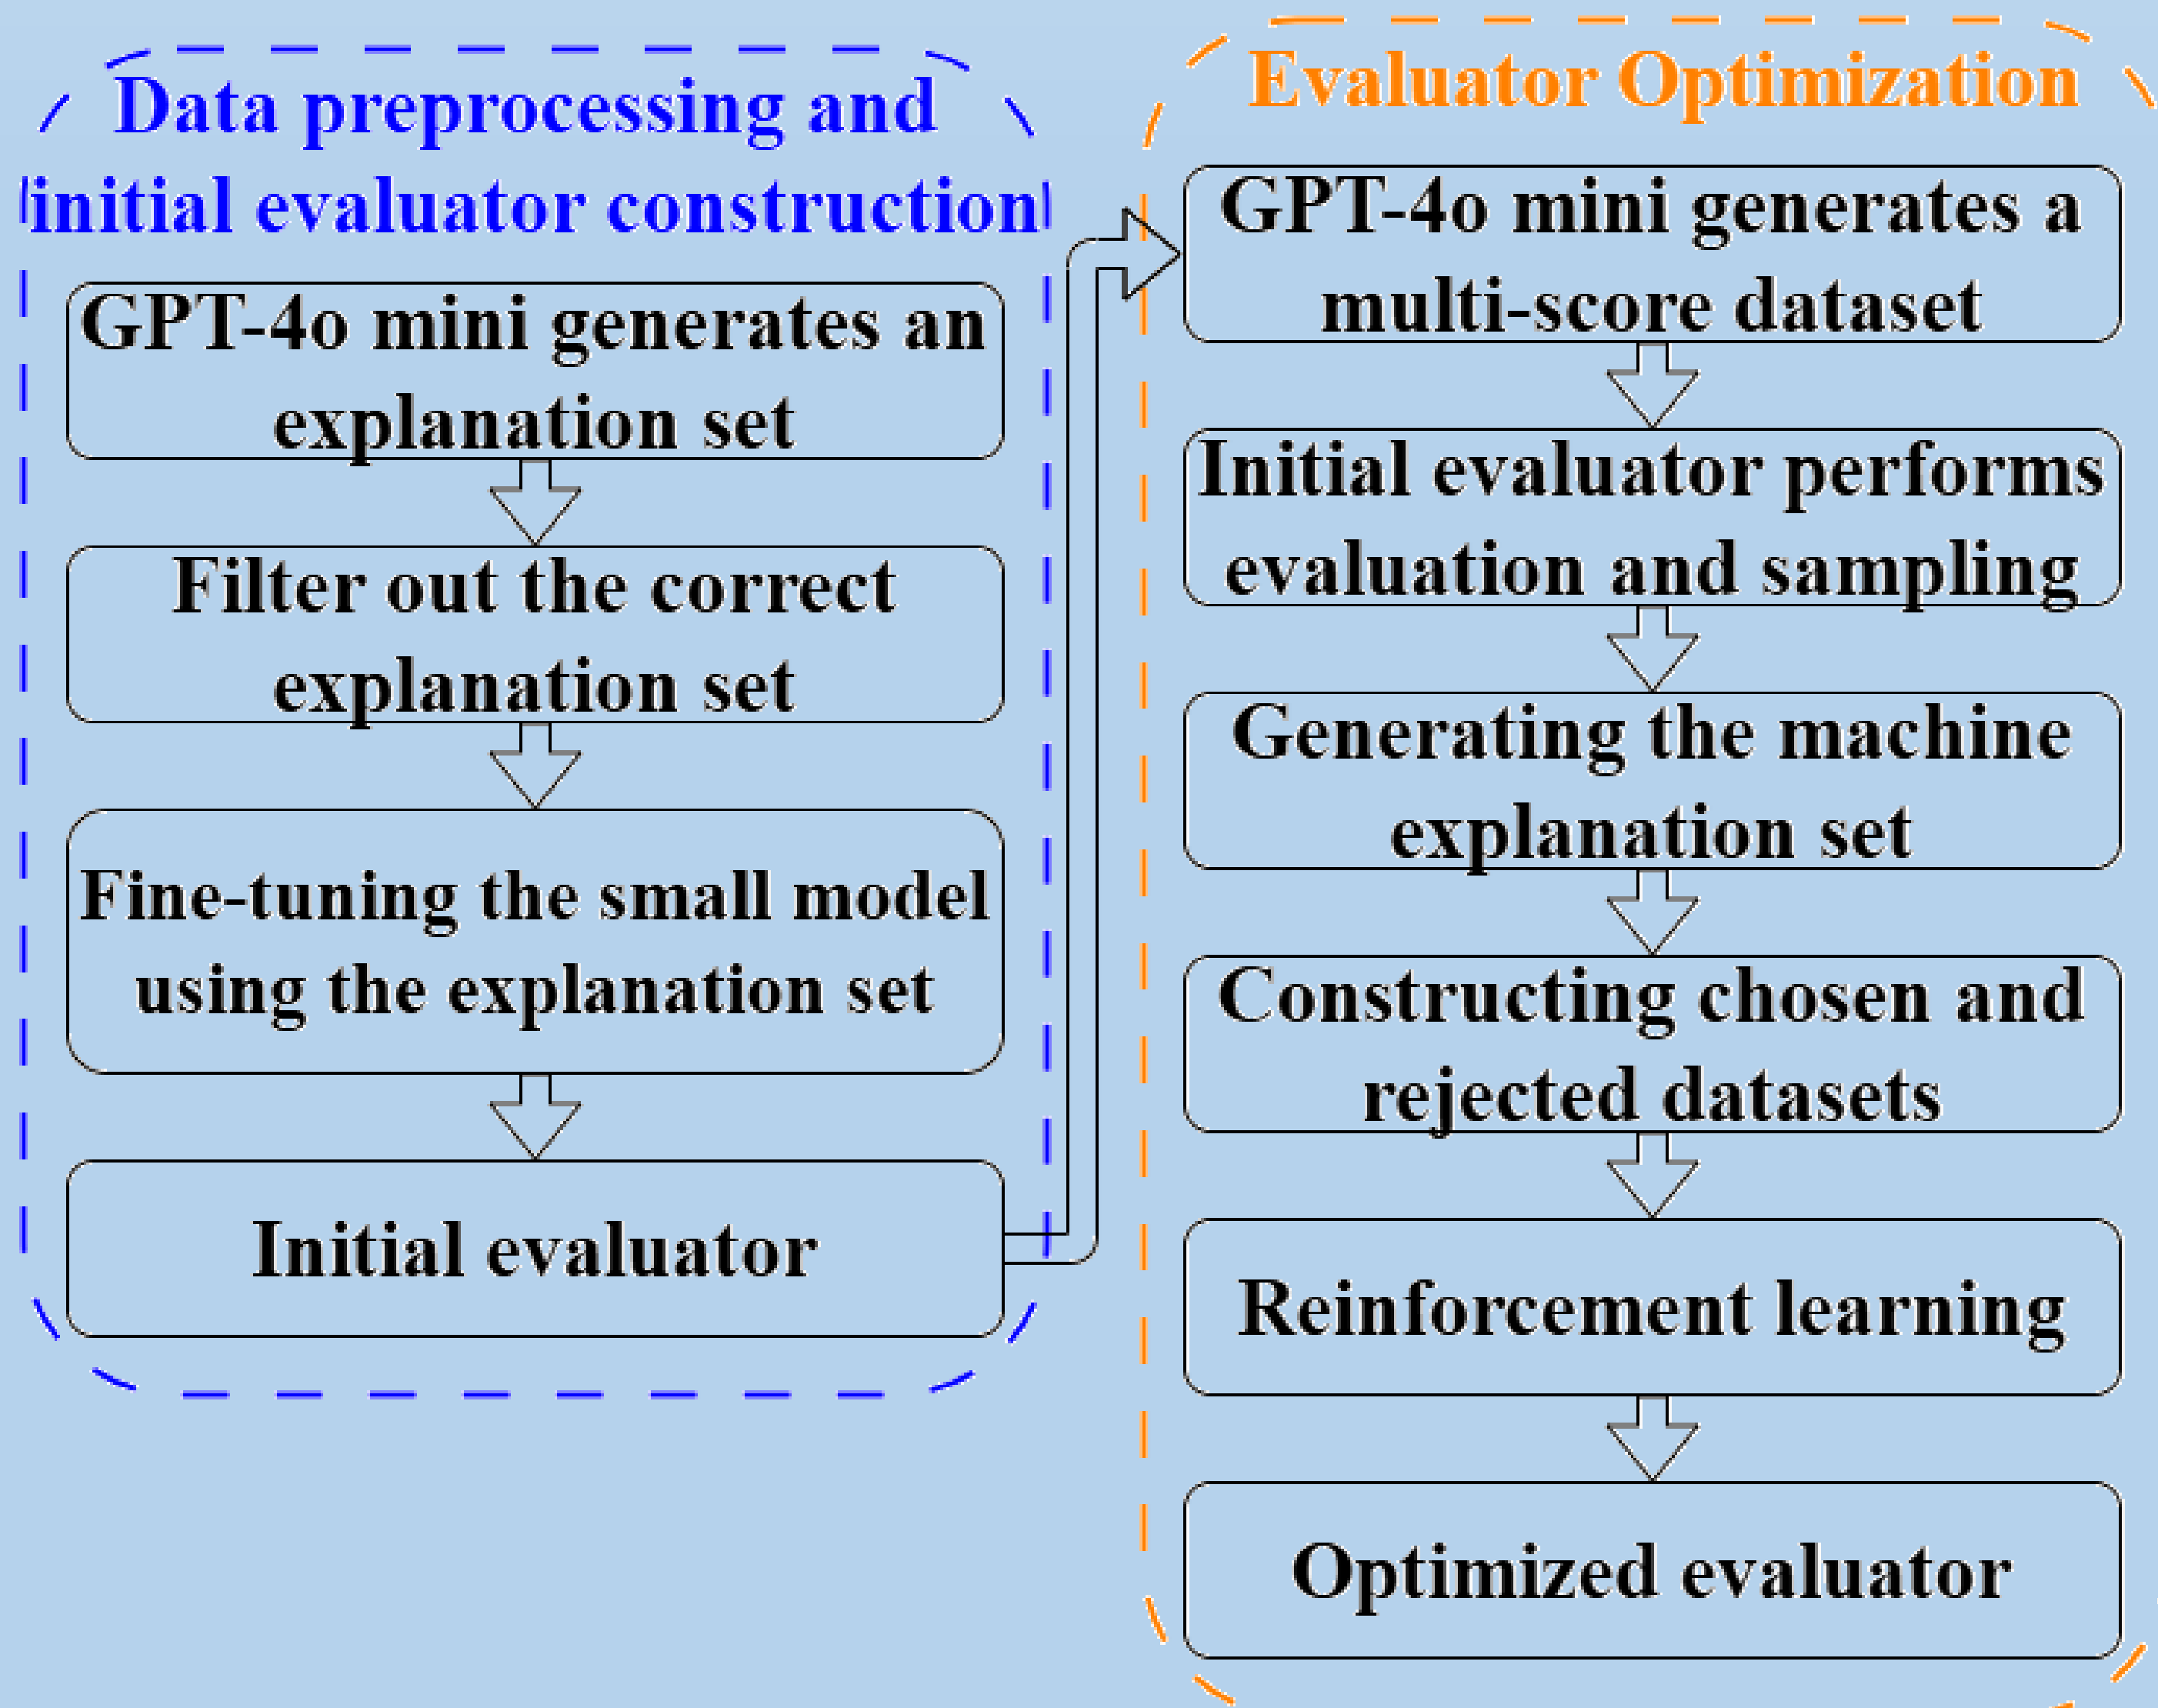 Data preprocessing and
initial evaluator construction
GPT-4o mini generates an
explanation set
Filter out the correct
explanation set
Fine-tuning the small model
using the explanation set
Initial evaluator
Evaluator Optimization
GPT-4o mini generates a
multi-score dataset
Initial evaluator performs
evaluation and sampling
Generating the machine
explanation set
Constructing chosen and
rejected datasets
Reinforcement learning
Optimized evaluator